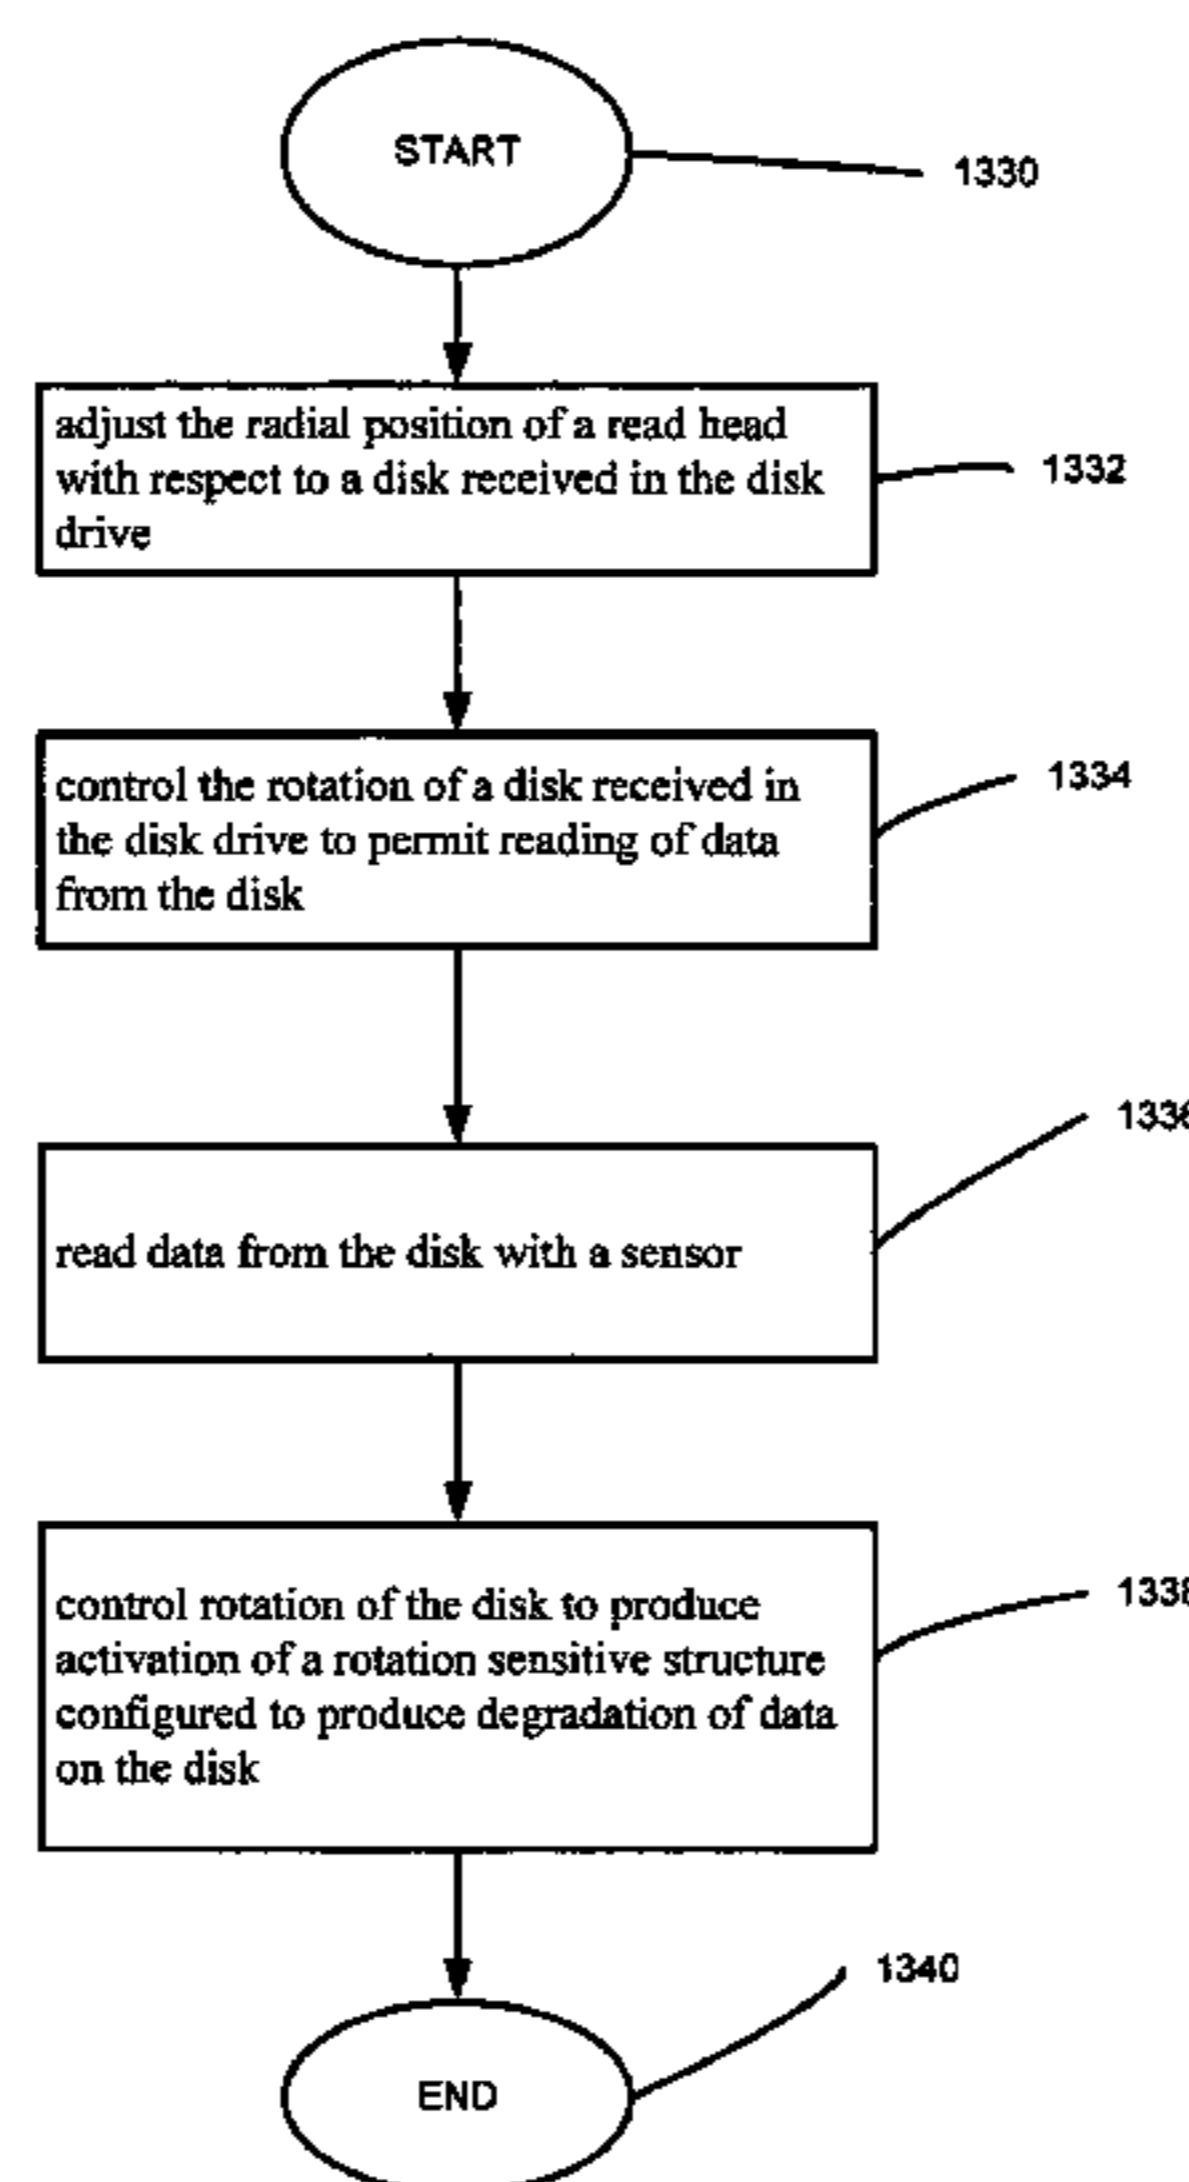 START
1330
adjust the radial position of a read head
with respect to a disk received in the disk
drive
1332
control the rotation of a disk received in
the disk drive to permit reading of data
from the disk
1334
read data from the disk with a sensor
1336
control rotation of the disk to produce
activation of a rotation sensitive structure
configured to produce degradation of data
on the disk
1338
END
1340